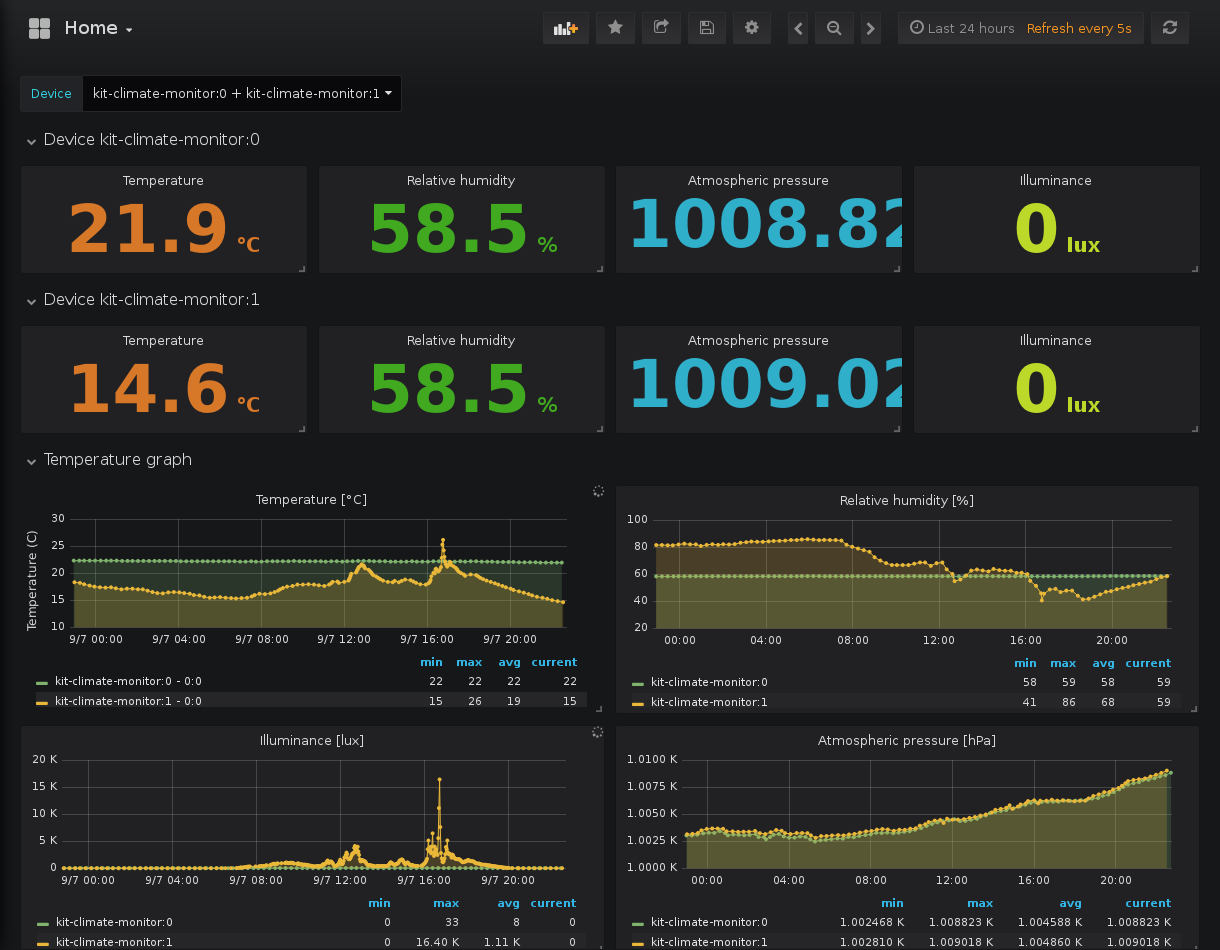 Home
Last 24 hours Refresh every 5s
Device kit-climate-monitor:0 + kit-climate-monitor:1
Device kit-climate-monitor:0
Temperature Relative humidity Atmospheric pressure Illuminance
21.9 °C 58.5 % 1008.82 0 lux
Device kit-climate-monitor:1
Temperature Relative humidity Atmospheric pressure Illuminance
14.6 °C 58.5 % 1009.02 0 lux
Temperature graph
Temperature [°C]
Temperature (C)
30
25
20
15
10
9/7 00:00 9/7 04:00 9/7 08:00 9/7 12:00 9/7 16:00 9/7 20:00
min max avg current
kit-climate-monitor:0 - 0:0 22 22 22 22
kit-climate-monitor:1 - 0:0 15 26 19 15
Relative humidity [%]
100
80
60
40
20
00:00 04:00 08:00 12:00 16:00 20:00
min max avg current
kit-climate-monitor:0 58 59 58 59
kit-climate-monitor:1 41 86 68 59
Illuminance [lux]
20 K
15 K
10 K
5 K
0
9/7 00:00 9/7 04:00 9/7 08:00 9/7 12:00 9/7 16:00 9/7 20:00
min max avg current
kit-climate-monitor:0 0 33 8 0
kit-climate-monitor:1 0 16.40 K 1.11 K 0
Atmospheric pressure [hPa]
1.0100 K
1.0075 K
1.0050 K
1.0025 K
1.0000 K
00:00 04:00 08:00 12:00 16:00 20:00
min max avg current
kit-climate-monitor:0 1.002468 K 1.008823 K 1.004588 K 1.008823 K
kit-climate-monitor:1 1.002810 K 1.009018 K 1.004860 K 1.009018 K